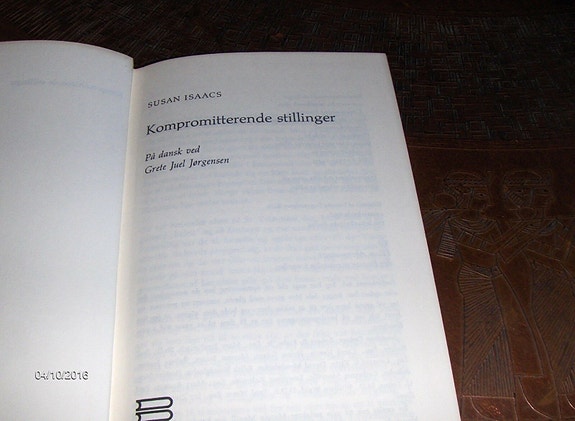 SUSAN ISAACS
Kompromitterende stillinger
På dansk ved
Grete Juel Jørgensen
04/10/2016